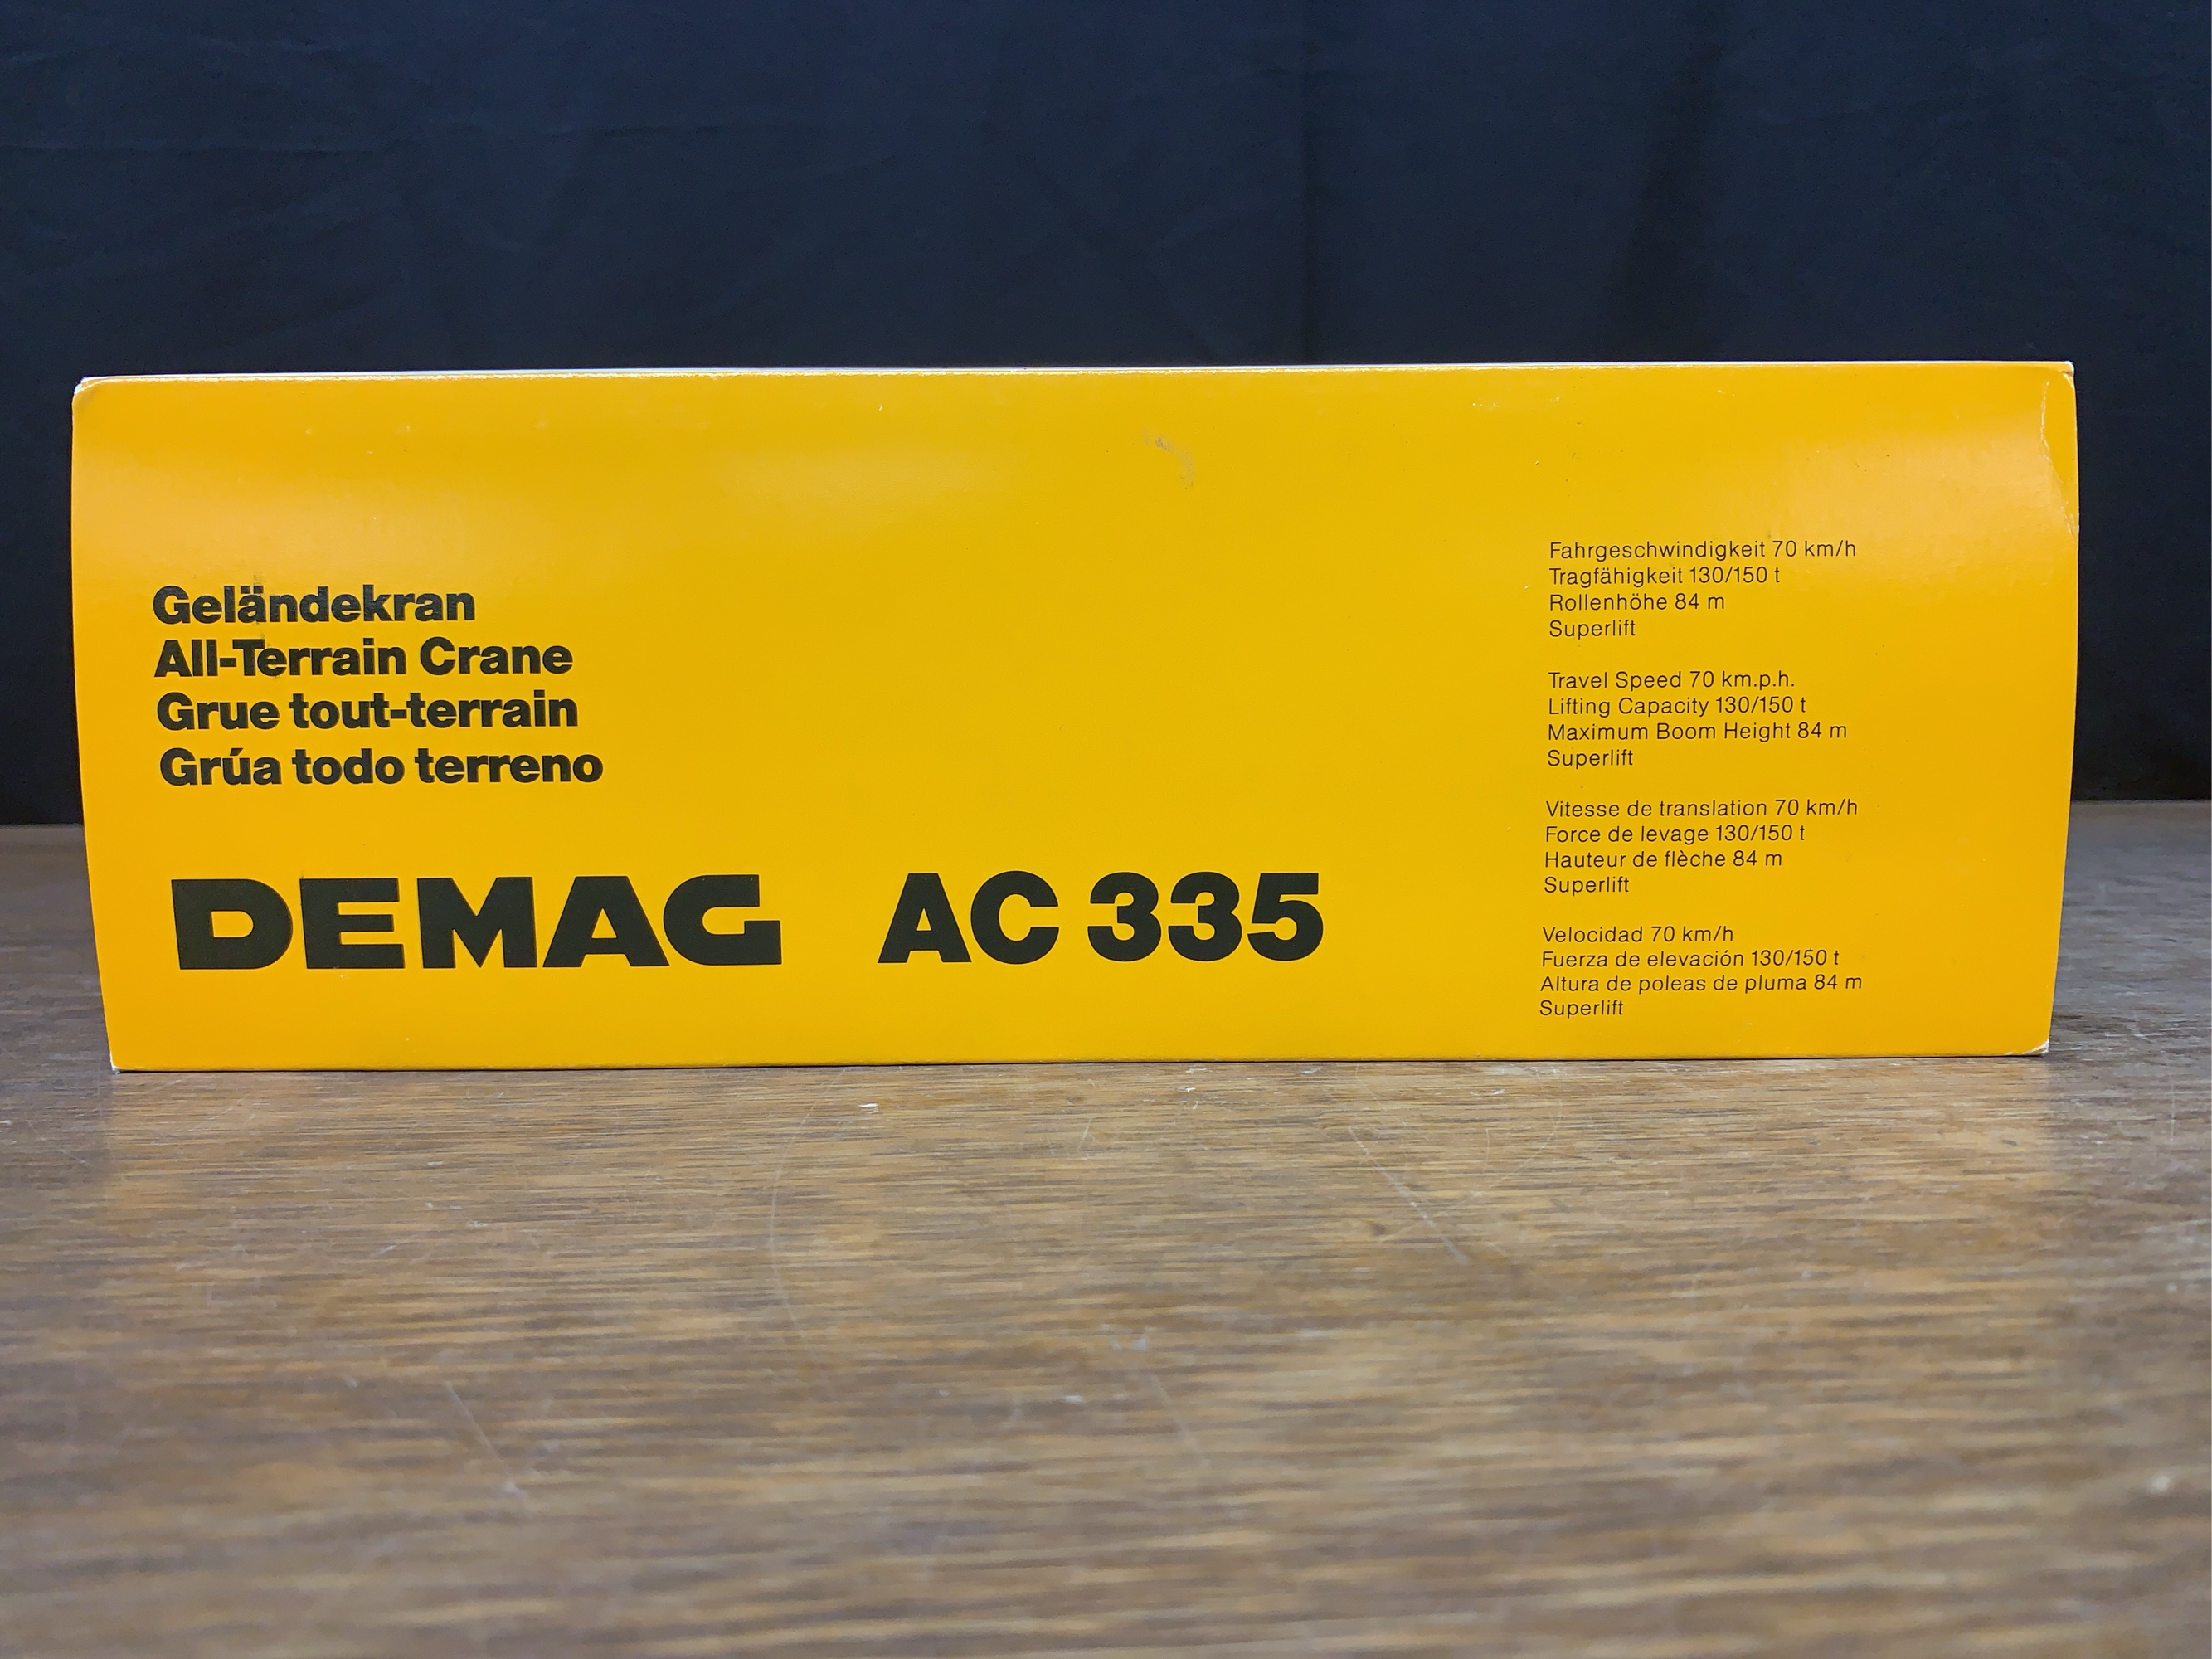 Geländekran
All-Terrain Crane
Grue tout-terrain
Grúa todo terreno
DEMAG AC 335
Fahrgeschwindigkeit 70 km/h
Tragfähigkeit 130/150 t
Rollenhöhe 84 m
Superlift
Travel Speed 70 km.p.h.
Lifting Capacity 130/150 t
Maximum Boom Height 84 m
Superlift
Vitesse de translation 70 km/h
Force de levage 130/150 t
Hauteur de flèche 84 m
Superlift
Velocidad 70 km/h
Fuerza de elevación 130/150 t
Altura de poleas de pluma 84 m
Superlift